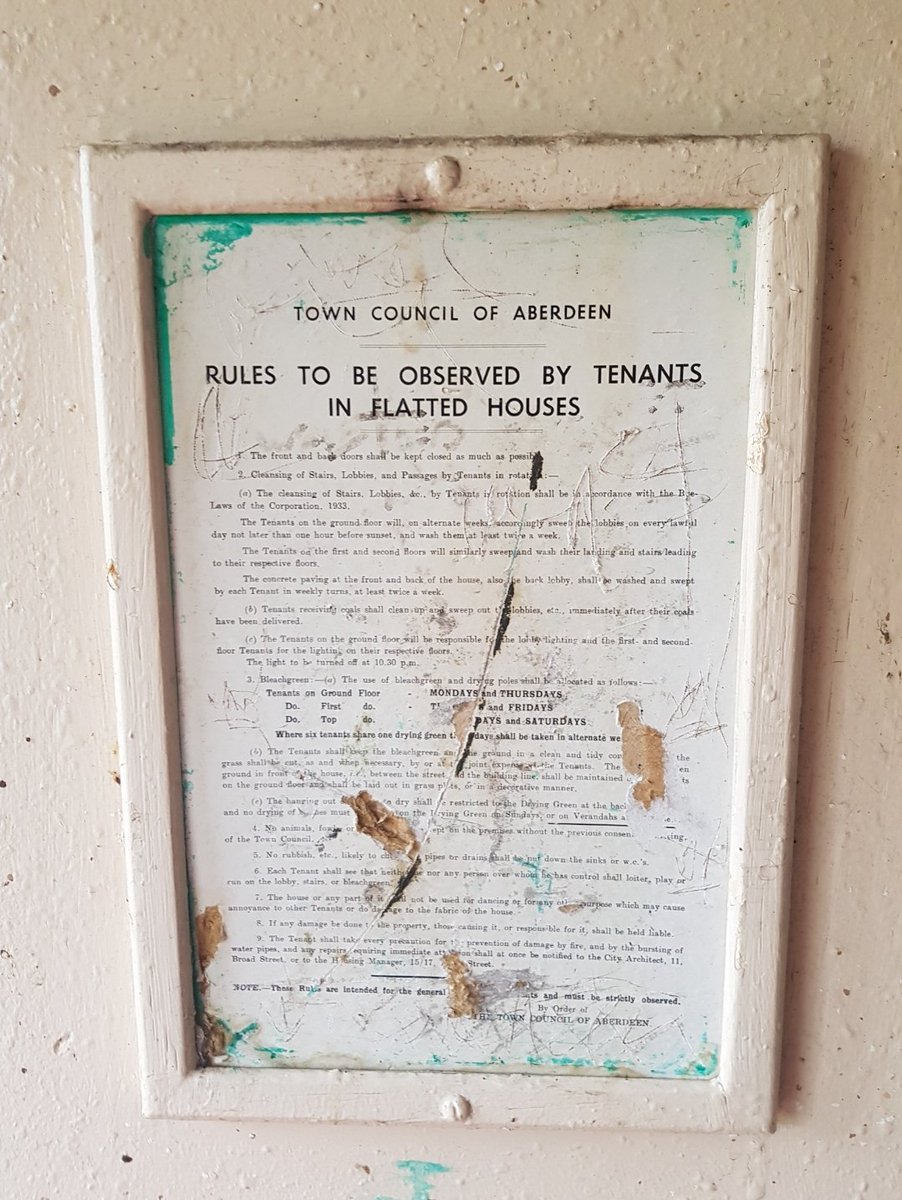 TOWN COUNCIL OF ABERDEEN
RULES TO BE OBSERVED BY TENANTS
IN FLATTED HOUSES
1. The front and back doors shall be kept closed as much as possib
2. Cleansing of Stairs, Lobbies, and Passages by Tenants in rotat :—
(a) The cleansing of Stairs, Lobbies, &c., by Tenants in rotation shall be in accordance with the Bye-
Laws of the Corporation, 1933.
The Tenants on the ground floor will, on alternate weeks, accordingly sweep the lobbies on every lawful
day not later than one hour before sunset, and wash them at least twice a week.
The Tenants on the first and second floors will similarly sweep and wash their landing and stairs leading
to their respective floors.
The concrete paving at the front and back of the house, also the back lobby, shall be washed and swept
by each Tenant in weekly turns, at least twice a week.
(b) Tenants receiving coals shall clean up and sweep out the lobbies, etc., immediately after their coals
have been delivered.
(c) The Tenants on the ground floor will be responsible for the lobby lighting and the first- and second-
floor Tenants for the lighting on their respective floors.
The light to be turned off at 10.30 p.m.
3. Bleachgreen:—(a) The use of bleachgreen and drying poles shall be allocated as follows:—
Tenants on Ground Floor - MONDAYS and THURSDAYS
Do. First do. - T and FRIDAYS
Do. Top do. DAYS and SATURDAYS
Where six tenants share one drying green t days shall be taken in alternate we
(b) The Tenants shall keep the bleachgreen and the ground in a clean and tidy con the
grass shall be cut, as and when necessary, by or at joint expense of the Tenants. The en
ground in front of the house, i.e., between the street and the building line, shall be maintained
on the ground floor and shall be laid out in grass plots, or in a decorative manner.
(c) The hanging out to dry shall be restricted to the Drying Green at the back
and no drying of clothes must on the Drying Green on Sundays, or on Verandahs a
4. No animals, fowls or ept on the premises without the previous consen
of the Town Council.
5. No rubbish, etc., likely to ch pipes or drains shall be put down the sinks or w.c.'s.
6. Each Tenant shall see that neither he nor any person over whom he has control shall loiter, play or
run on the lobby, stairs, or bleachgreen.
7. The house or any part of it shall not be used for dancing or for any oth purpose which may cause
annoyance to other Tenants or do damage to the fabric of the house.
8. If any damage be done to the property, those causing it, or responsible for it, shall be held liable.
9. The Tenant shall take every precaution for the prevention of damage by fire, and by the bursting of
water pipes, and any repairs requiring immediate attention shall at once be notified to the City Architect, 11,
Broad Street, or to the Housing Manager, 15/17, Street.
NOTE.—These Rules are intended for the general nts and must be strictly observed.
By Order of
THE TOWN COUNCIL OF ABERDEEN